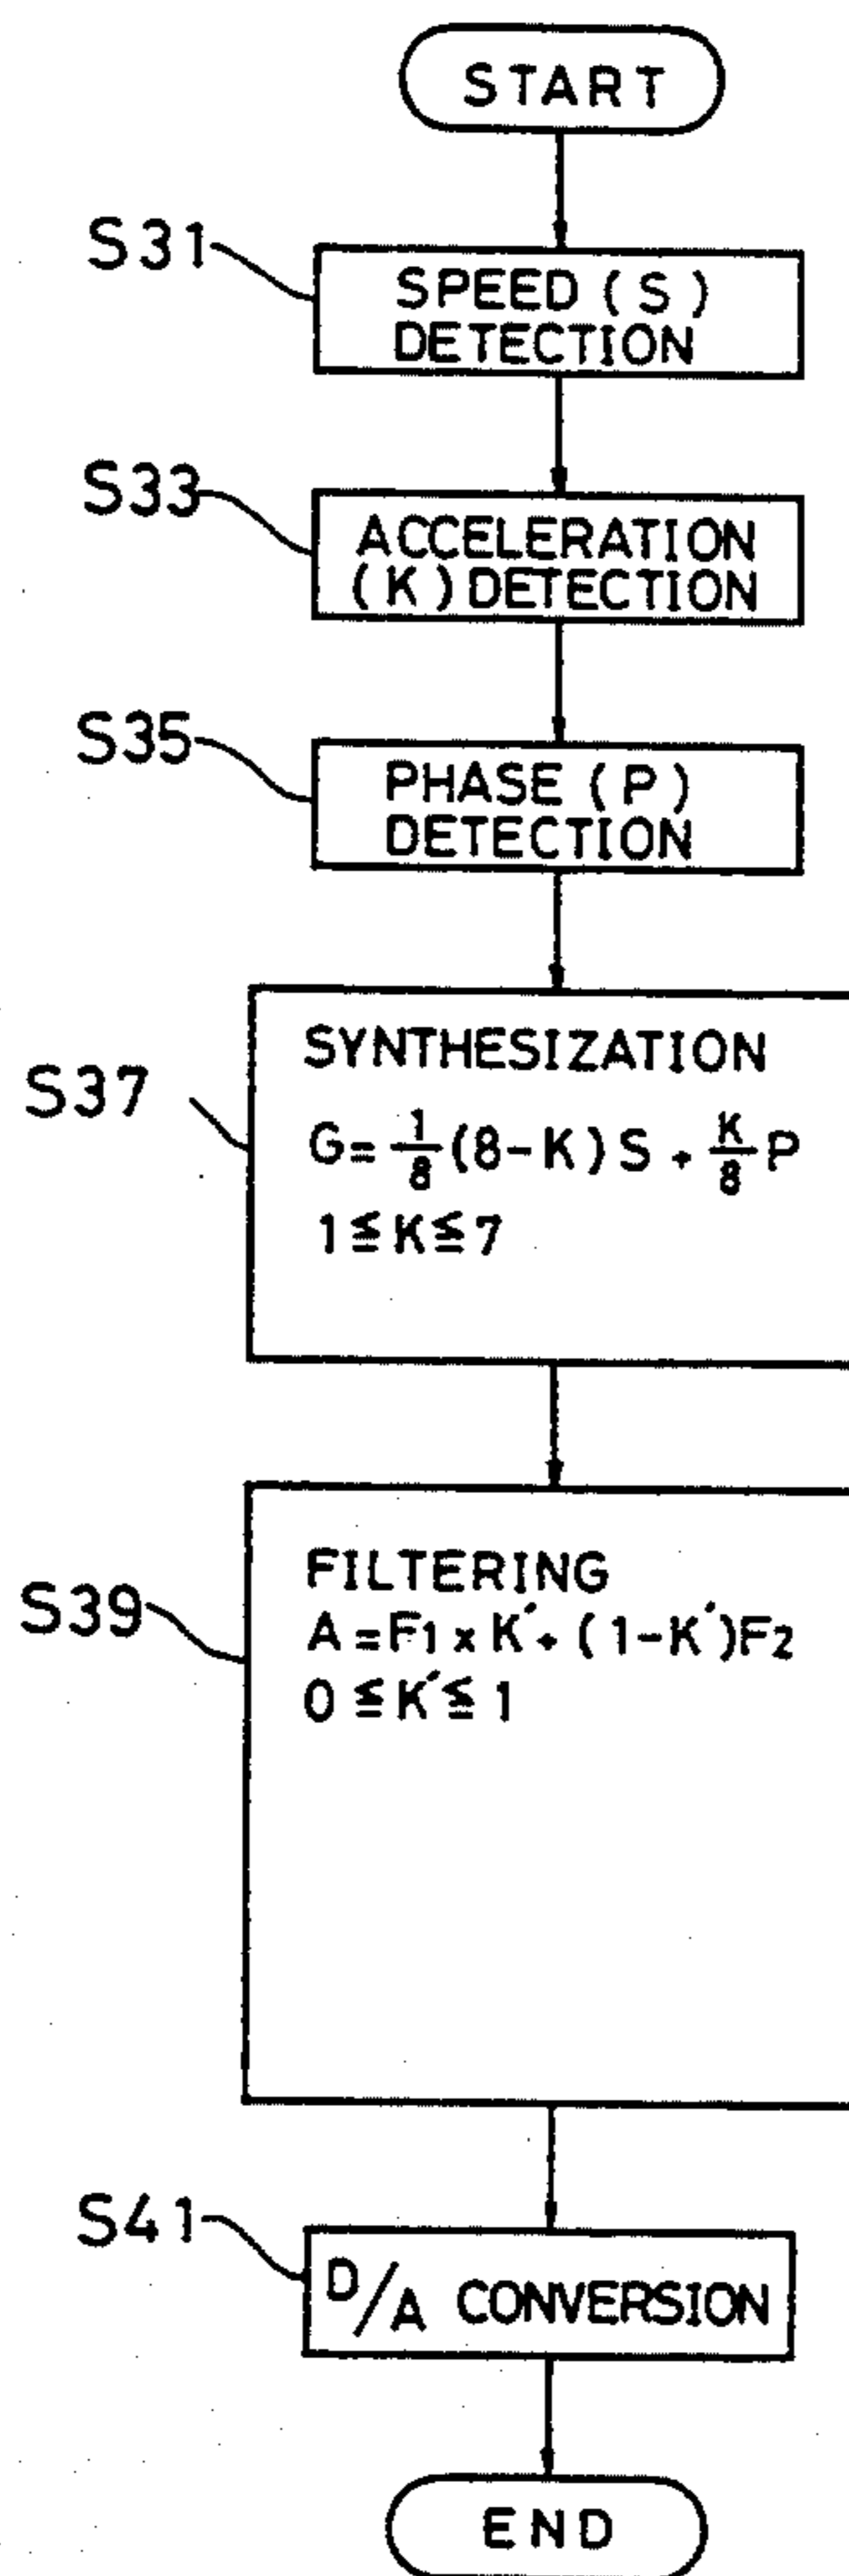 START
S31
SPEED (S)
DETECTION
S33
ACCELERATION
(K) DETECTION
S35
PHASE (P)
DETECTION
S37
SYNTHESIZATION
G = 1/8 (8-K) S + K/8 P
1 ≦ K ≦ 7
S39
FILTERING
A = F1 x K' + (1-K')F2
0 ≦ K' ≦ 1
S41
D/A CONVERSION
END